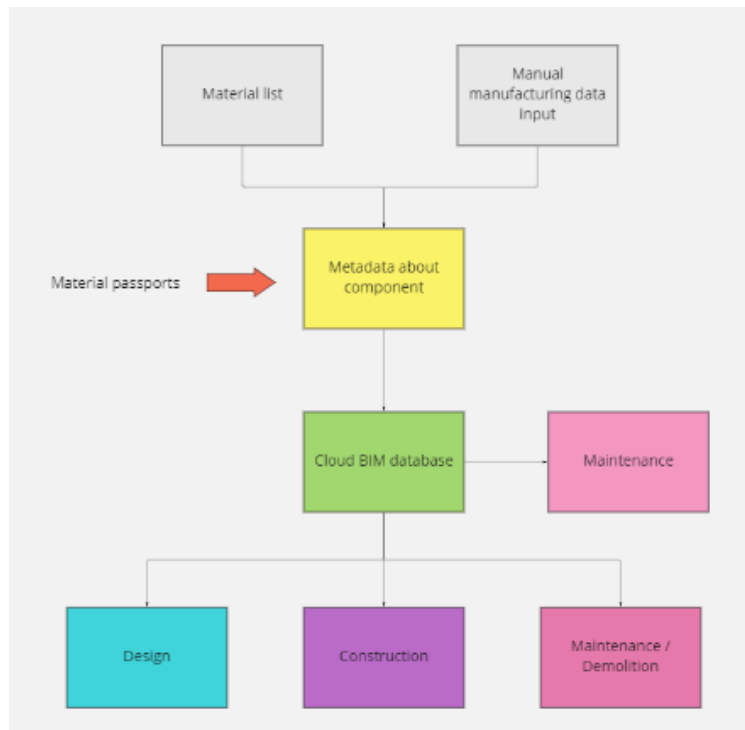 Material list
Manual
manufacturing data
input
Material passports
Metadata about
component
Cloud BIM database
Maintenance
Design
Construction
Maintenance /
Demolition